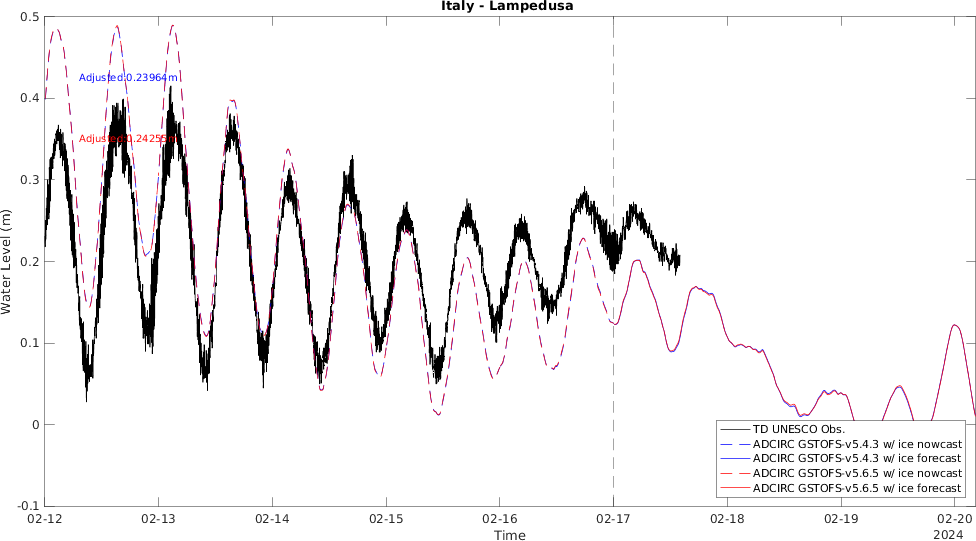 Italy - Lampedusa
Water Level (m)
0.5
0.4
0.3
0.2
0.1
0
-0.1
Adjusted:0.23964m
Adjusted:0.24255m
TD UNESCO Obs.
ADCIRC GSTOFS-v5.4.3 w/ ice nowcast
ADCIRC GSTOFS-v5.4.3 w/ ice forecast
ADCIRC GSTOFS-v5.6.5 w/ ice nowcast
ADCIRC GSTOFS-v5.6.5 w/ ice forecast
02-12 02-13 02-14 02-15 02-16 02-17 02-18 02-19 02-20
2024
Time